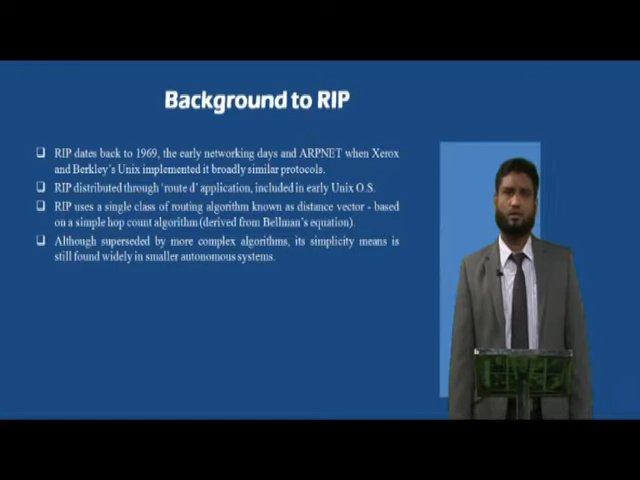 Background to RIP
❑ RIP dates back to 1969, the early networking days and ARPNET when Xerox
and Berkley's Unix implemented it broadly similar protocols.
❑ RIP distributed through 'route d' application, included in early Unix O.S.
❑ RIP uses a single class of routing algorithm known as distance vector - based
on a simple hop count algorithm (derived from Bellman's equation).
❑ Although superseded by more complex algorithms, its simplicity means is
still found widely in smaller autonomous systems.